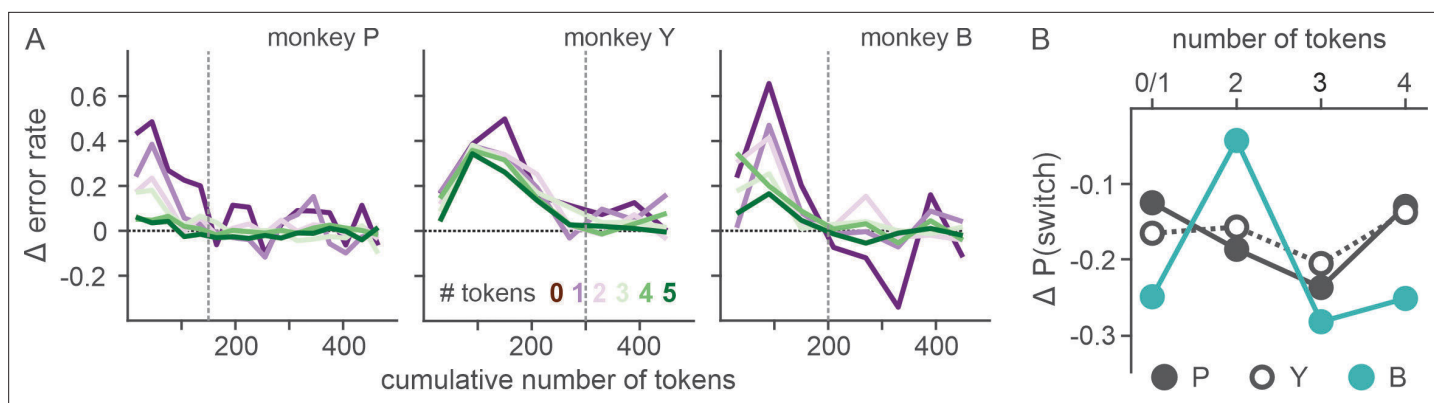 A
monkey P
monkey Y
monkey B
Δ error rate
0.6
0.4
0.2
0
-0.2
# tokens 0 1 2 3 4 5
200 400
200 400
200 400
cumulative number of tokens
B
number of tokens
0/1 2 3 4
Δ P(switch)
-0.1
-0.2
-0.3
P Y B